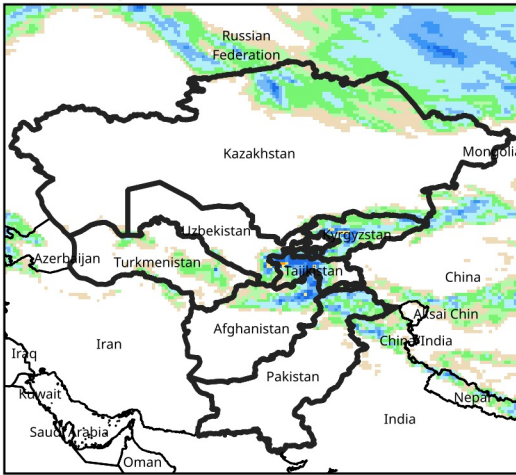 Russian
Federation
Kazakhstan
Mongolia
Uzbekistan
Kyrgyzstan
Azerbaijan
Turkmenistan
Tajikistan
China
Aksai Chin
Afghanistan
China/India
Iran
Iraq
Pakistan
Kuwait
Nepal
India
Saudi Arabia
Oman